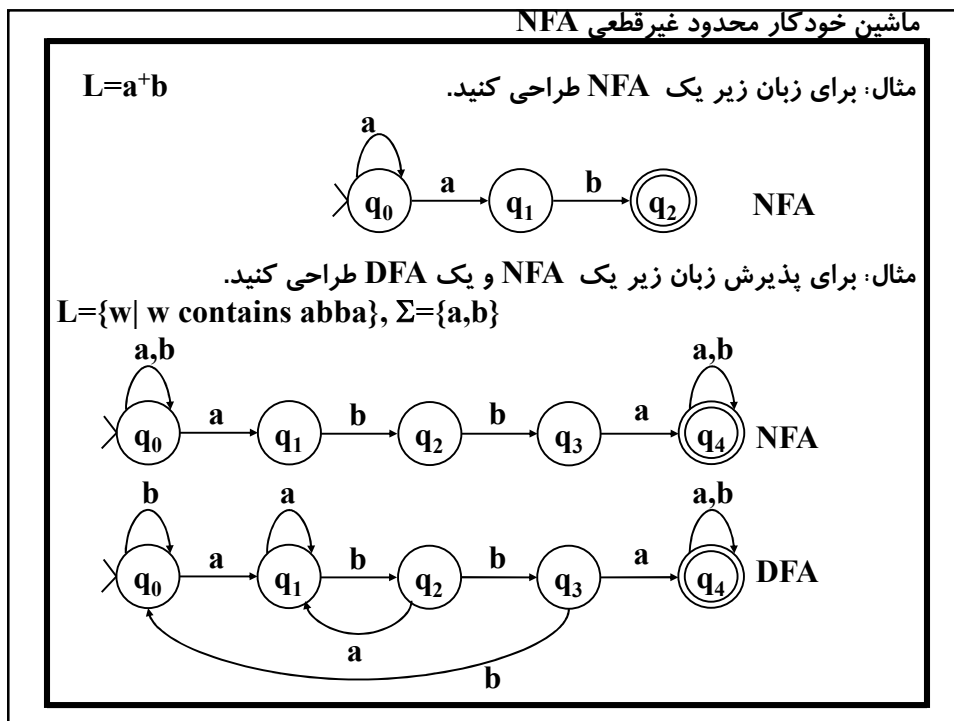 ماشین خودکار محدود غیرقطعی NFA
مثال: برای زبان زیر یک NFA طراحی کنید. L=a⁺b
a
q₀ a q₁ b q₂ NFA
مثال: برای پذیرش زبان زیر یک NFA و یک DFA طراحی کنید.
L={w| w contains abba}, Σ={a,b}
a,b a,b
q₀ a q₁ b q₂ b q₃ a q₄ NFA
b a a,b
q₀ a q₁ b q₂ b q₃ a q₄ DFA
a
b